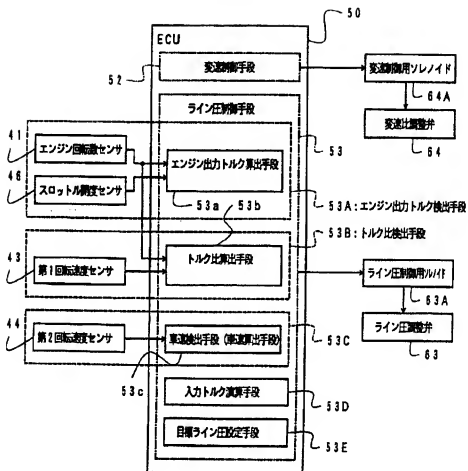 50
ECU
52
変速制御手段
変速制御用ソレノイド
64A
ライン圧制御手段
変速比調整弁
64
41
エンジン回転数センサ
53
46
スロットル開度センサ
エンジン出力トルク算出手段
53a
53b
53A:エンジン出力トルク検出手段
53B:トルク比検出手段
43
トルク比算出手段
第1回転速度センサ
ライン圧制御用ソレノイド
63A
44
第2回転速度センサ
車速検出手段(車速算出手段)
53C
ライン圧調整弁
63
53c
入力トルク演算手段
53D
目標ライン圧設定手段
53E